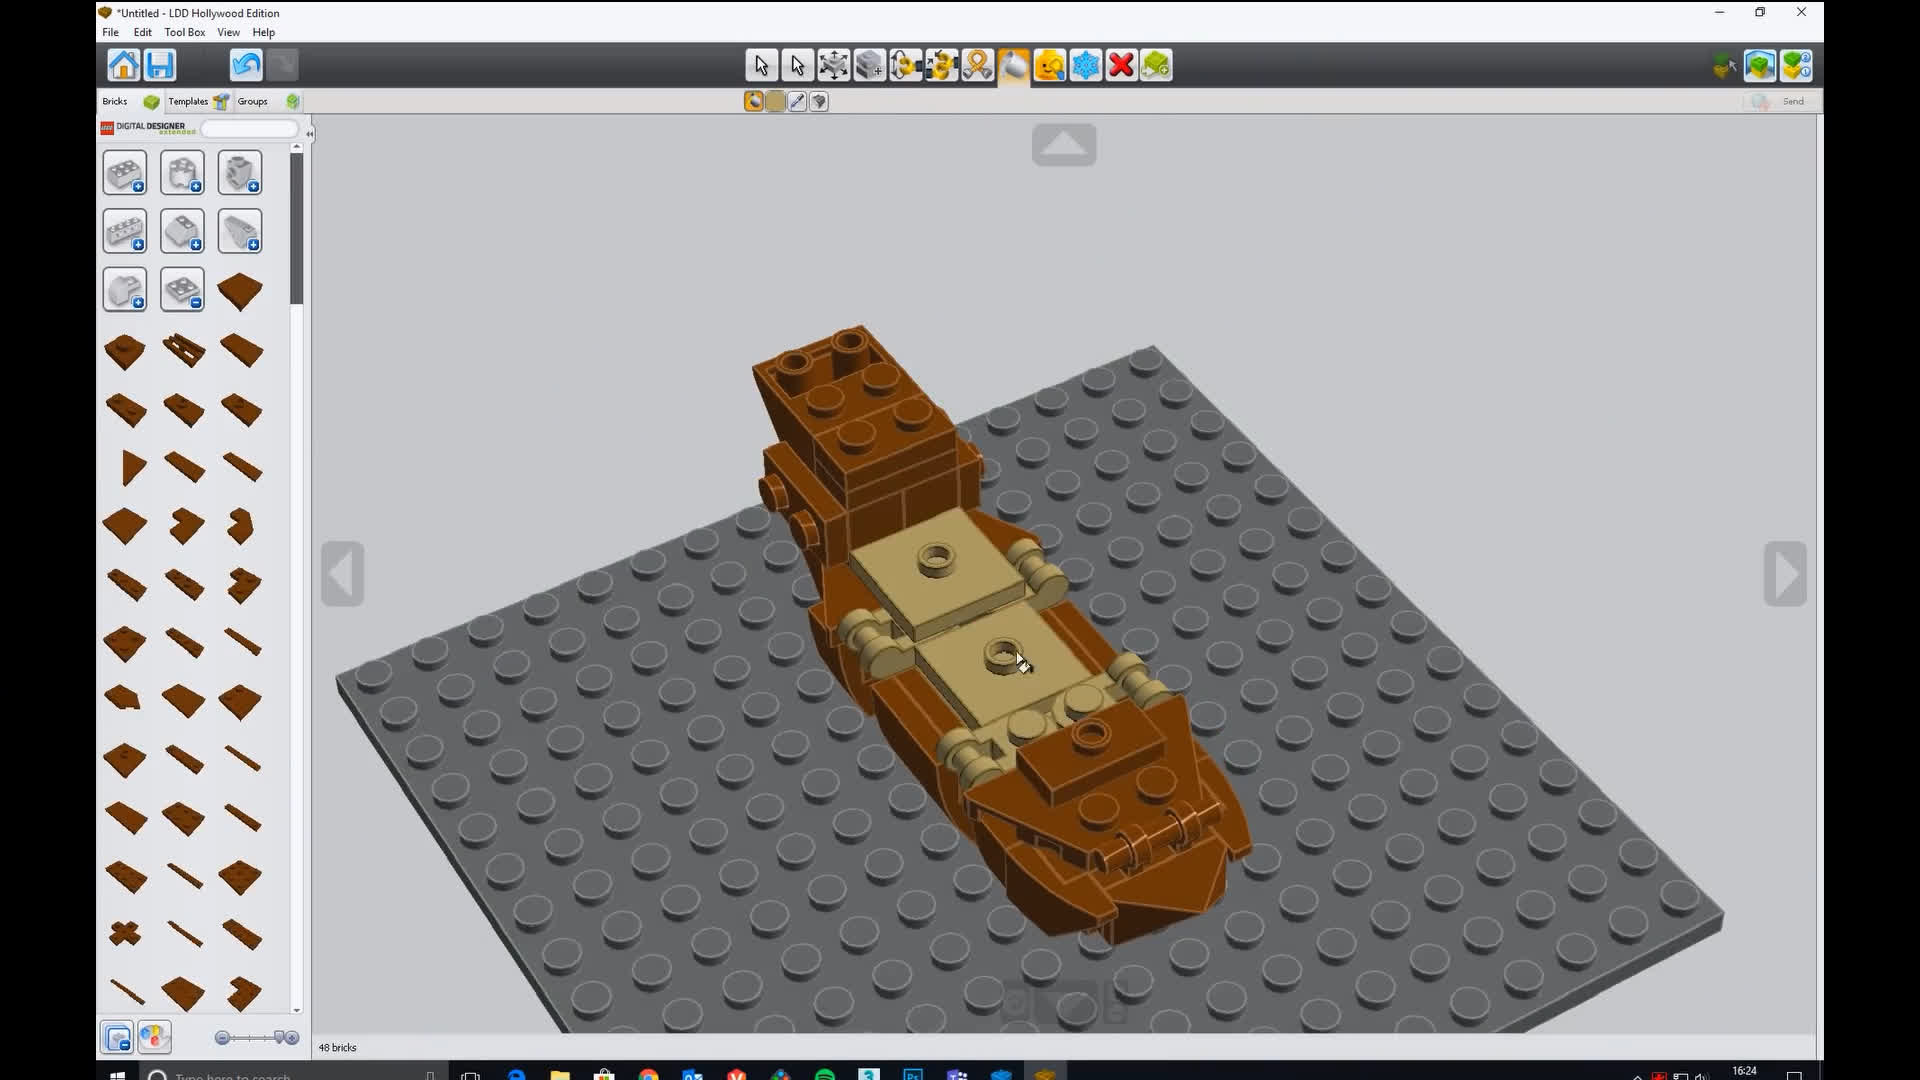 *Untitled - LDD Hollywood Edition
File Edit Tool Box View Help
Bricks Templates Groups
Send
LEGO DIGITAL DESIGNER
extended
48 bricks
Type here to search
16:24